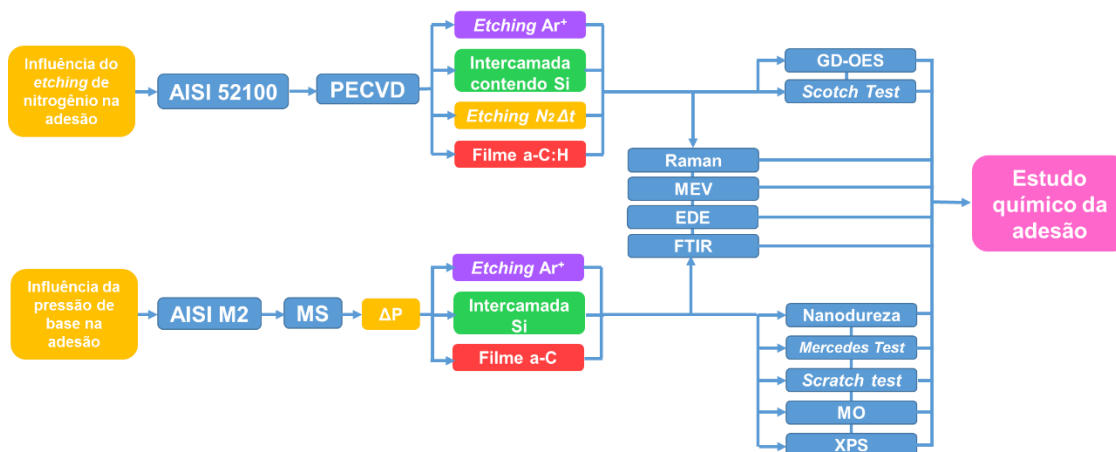 Influência do
etching de
nitrogênio na
adesão
AISI 52100
PECVD
Etching Ar⁺
Intercamada
contendo Si
Etching N₂ Δt
Filme a-C:H
GD-OES
Scotch Test
Raman
MEV
EDE
FTIR
Estudo
químico da
adesão
Influência da
pressão de
base na
adesão
AISI M2
MS
ΔP
Etching Ar⁺
Intercamada
Si
Filme a-C
Nanodureza
Mercedes Test
Scratch test
MO
XPS